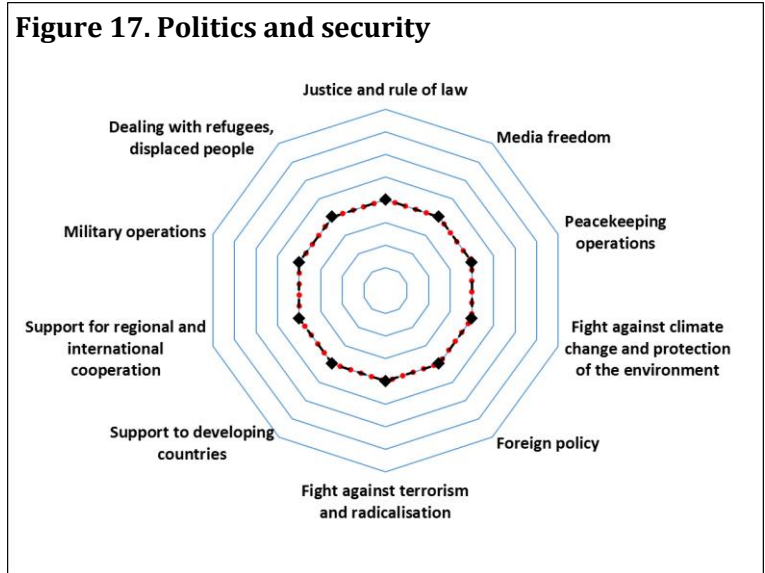 Figure 17. Politics and security
Justice and rule of law
Dealing with refugees,
displaced people
Media freedom
Military operations
Peacekeeping
operations
Support for regional and
international
cooperation
Fight against climate
change and protection
of the environment
Support to developing
countries
Foreign policy
Fight against terrorism
and radicalisation